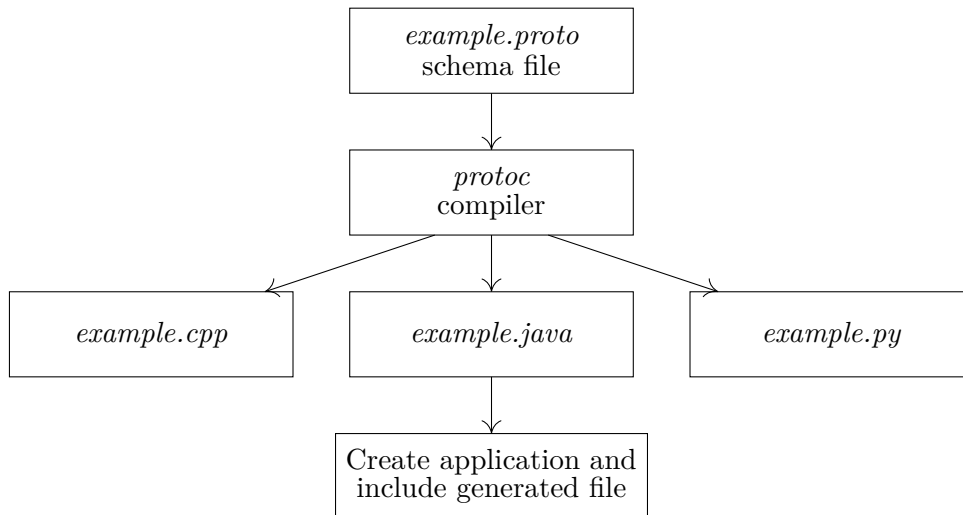 example.proto
schema file
protoc
compiler
example.cpp
example.java
example.py
Create application and
include generated file